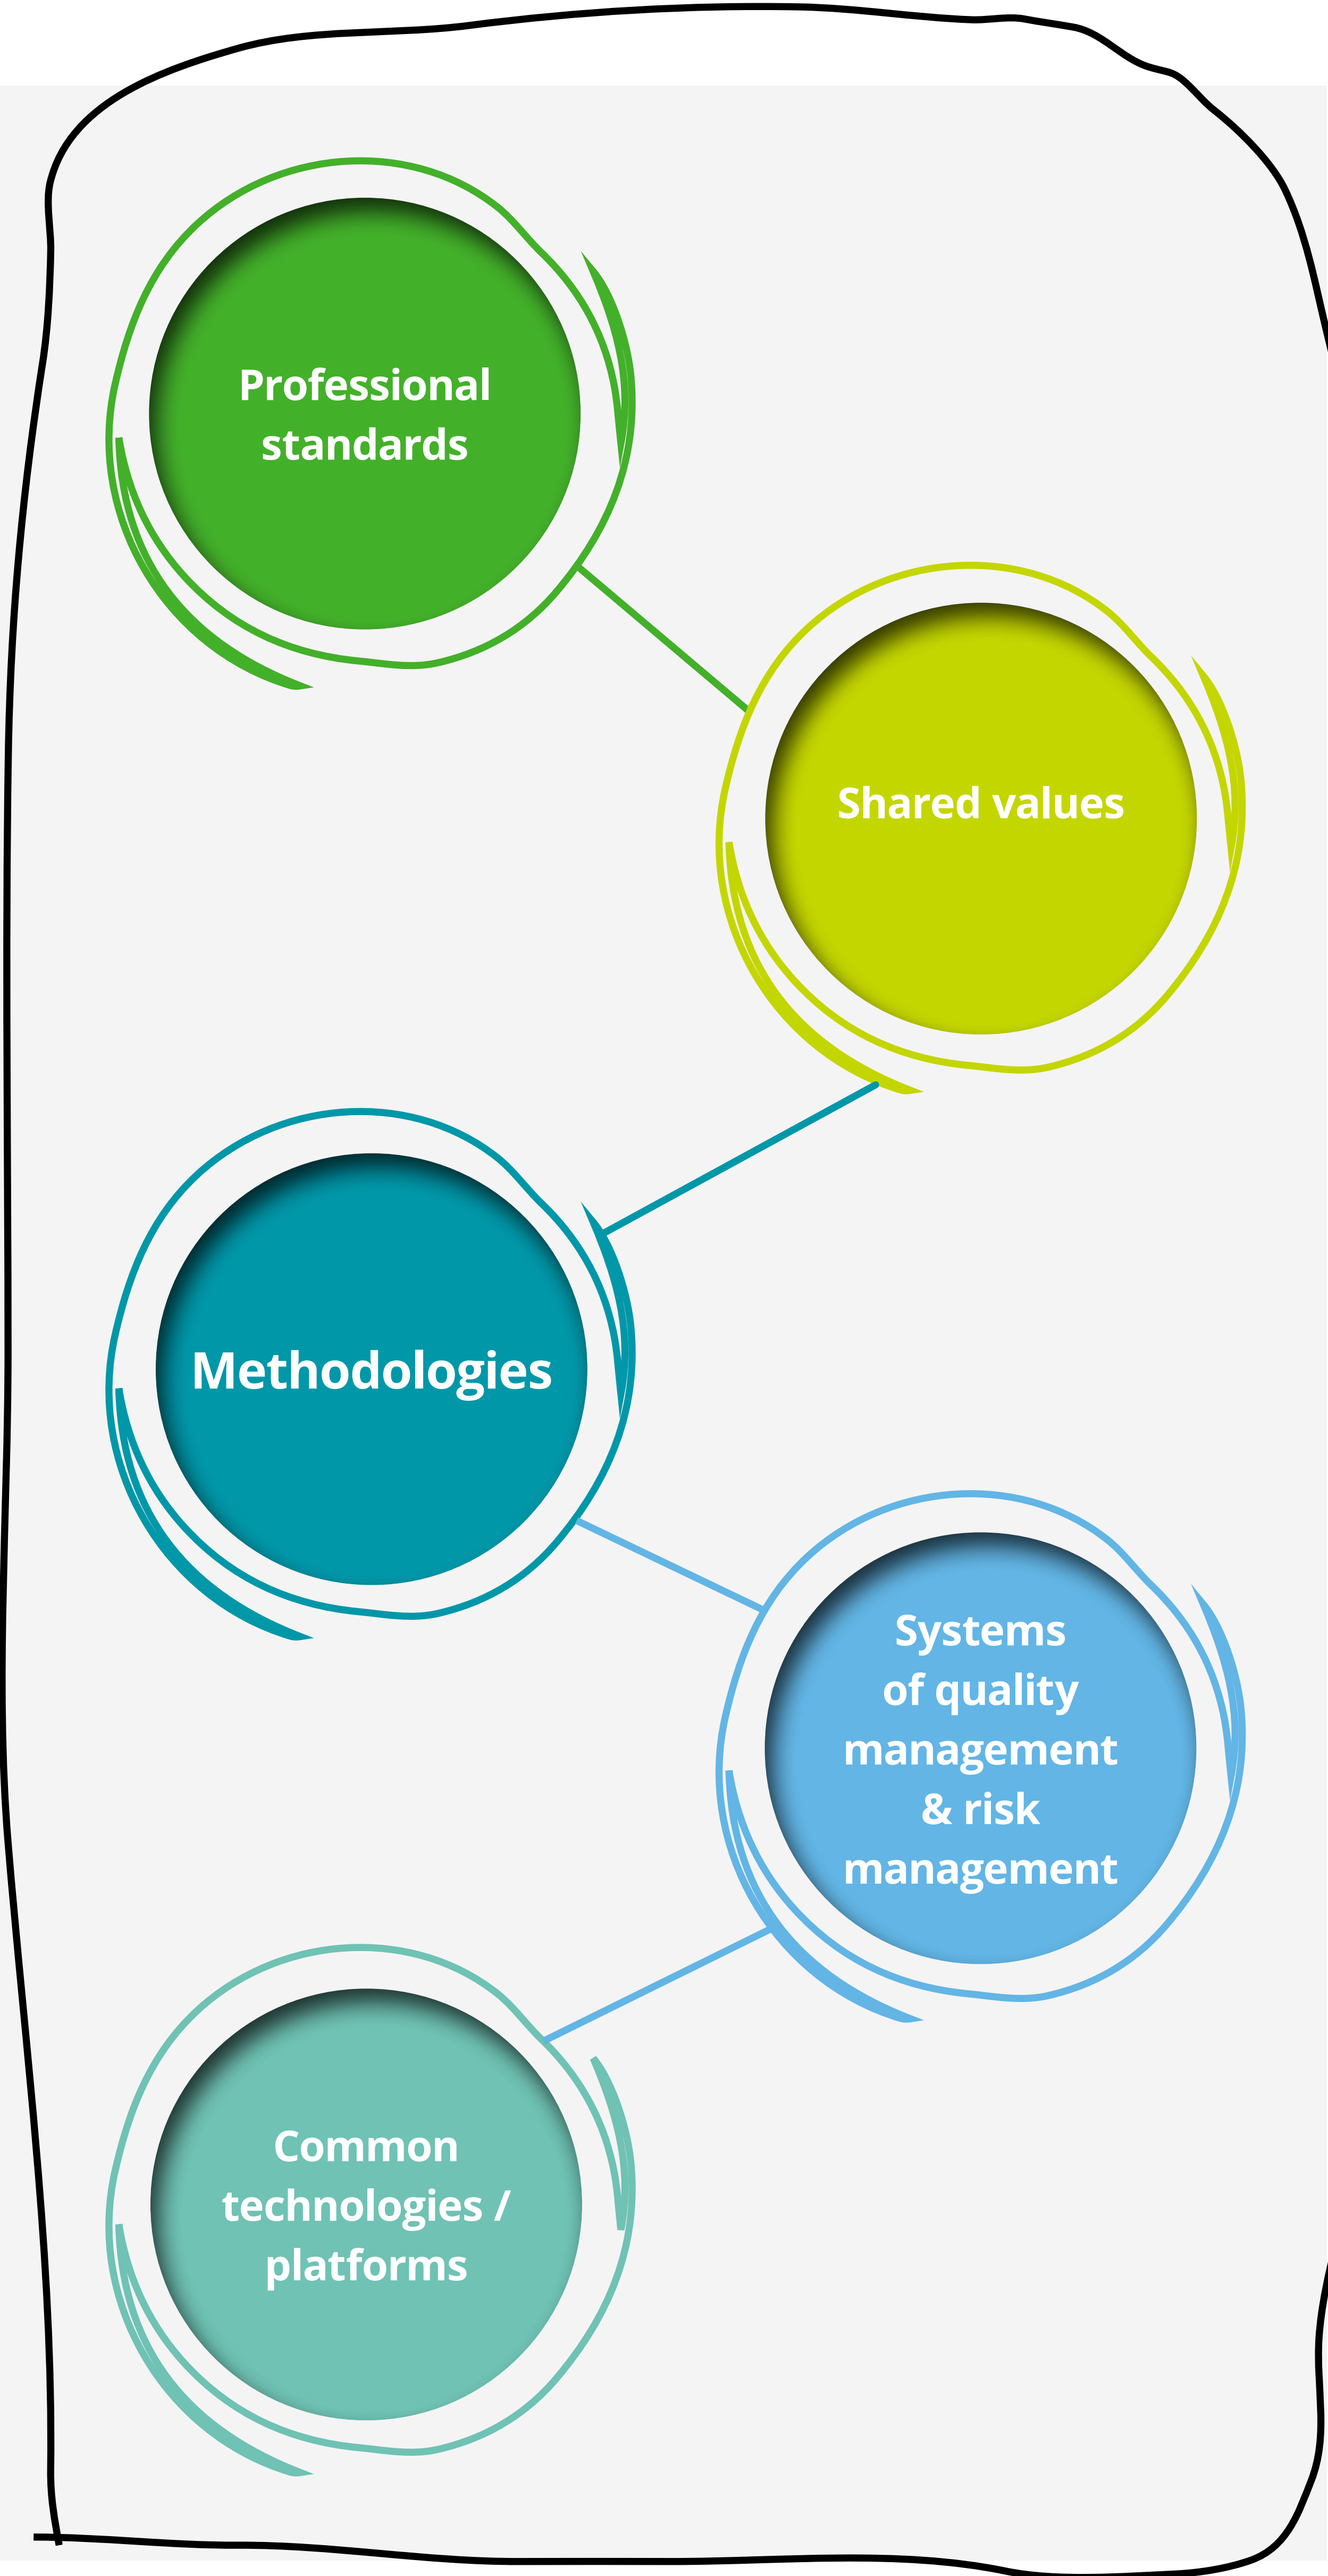 Professional
standards
Shared values
Methodologies
Systems
of quality
management
& risk
management
Common
technologies /
platforms